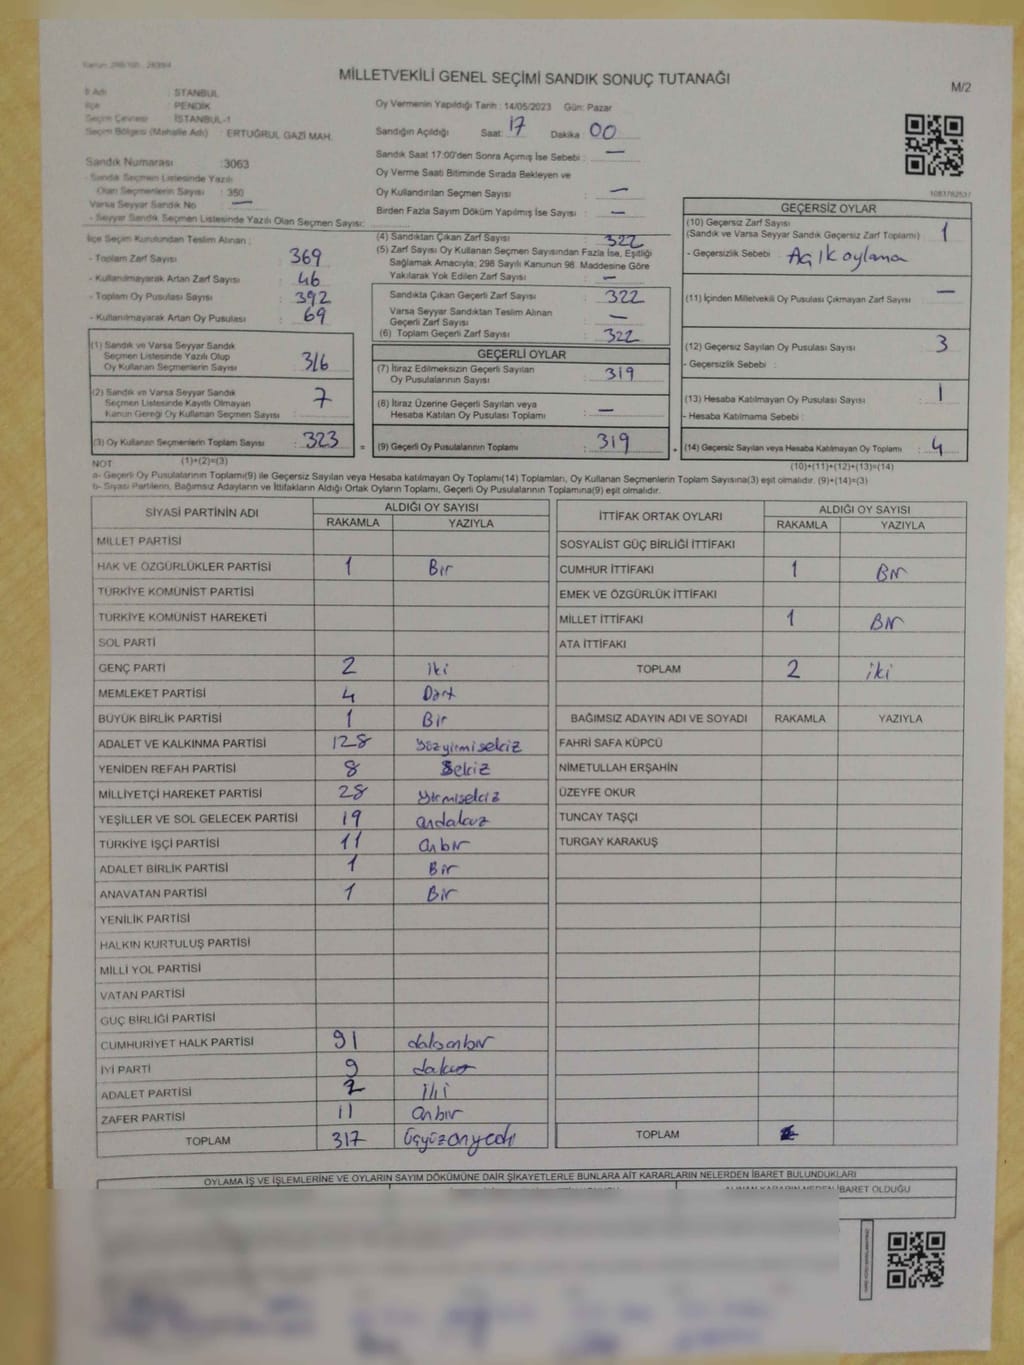 MİLLETVEKİLİ GENEL SEÇİMİ SANDIK SONUÇ TUTANAĞI
M/2
İl Adı : İSTANBUL
İlçe : PENDİK
Seçim Çevresi : İSTANBUL-1
Seçim Bölgesi (Mahalle Adı) : ERTUĞRUL GAZİ MAH.
Sandık Numarası : 3063
Sandık Seçmen Listesinde Yazılı
Olan Seçmenlerin Sayısı : 350
Varsa Seyyar Sandık No —
- Seyyar Sandık Seçmen Listesinde Yazılı Olan Seçmen Sayısı:
Oy Vermenin Yapıldığı Tarih : 14/05/2023 Gün: Pazar
Sandığın Açıldığı Saat: 17 Dakika : 00
Sandık Saat 17:00'den Sonra Açımış İse Sebebi : —
Oy Verme Saati Bitiminde Sırada Bekleyen ve
Oy Kullandırılan Seçmen Sayısı : —
Birden Fazla Sayım Döküm Yapılmış İse Sayısı : —
1083762537
İlçe Seçim Kurulundan Teslim Alınan :
- Toplam Zarf Sayısı : 369
- Kullanılmayarak Artan Zarf Sayısı : 46
- Toplam Oy Pusulası Sayısı : 392
- Kullanılmayarak Artan Oy Pusulası : 69
(1) Sandık ve Varsa Seyyar Sandık
Seçmen Listesinde Yazılı Olup
Oy Kullanan Seçmenlerin Sayısı : 316
(2) Sandık ve Varsa Seyyar Sandık
Seçmen Listesinde Kayıtlı Olmayan
Kanun Gereği Oy Kullanan Seçmen Sayısı : 7
(3) Oy Kullanan Seçmenlerin Toplam Sayısı : 323
(1)+(2)=(3)
(4) Sandıktan Çıkan Zarf Sayısı : 322
(5) Zarf Sayısı Oy Kullanan Seçmen Sayısından Fazla İse, Eşitliği
Sağlamak Amacıyla; 298 Sayılı Kanunun 98. Maddesine Göre
Yakılarak Yok Edilen Zarf Sayısı : —
Sandıkta Çıkan Geçerli Zarf Sayısı : 322
Varsa Seyyar Sandıktan Teslim Alınan
Geçerli Zarf Sayısı : —
(6) Toplam Geçerli Zarf Sayısı : 322
GEÇERLİ OYLAR
(7) İtiraz Edilmeksizin Geçerli Sayılan
Oy Pusulalarının Sayısı : 319
(8) İtiraz Üzerine Geçerli Sayılan veya
Hesaba Katılan Oy Pusulası Toplamı : —
= (9) Geçerli Oy Pusulalarının Toplamı : 319
GEÇERSİZ OYLAR
(10) Geçersiz Zarf Sayısı
(Sandık ve Varsa Seyyar Sandık Geçersiz Zarf Toplamı) : 1
- Geçersizlik Sebebi : Açık oylama
(11) İçinden Milletvekili Oy Pusulası Çıkmayan Zarf Sayısı : —
(12) Geçersiz Sayılan Oy Pusulası Sayısı : 3
- Geçersizlik Sebebi :
(13) Hesaba Katılmayan Oy Pusulası Sayısı : 1
- Hesaba Katılmama Sebebi :
+ (14) Geçersiz Sayılan veya Hesaba Katılmayan Oy Toplamı : 4
(10)+(11)+(12)+(13)=(14)
NOT
a- Geçerli Oy Pusulalarının Toplamı(9) ile Geçersiz Sayılan veya Hesaba katılmayan Oy Toplamı(14) Toplamları, Oy Kullanan Seçmenlerin Toplam Sayısına(3) eşit olmalıdır. (9)+(14)=(3)
b- Siyasi Partilerin, Bağımsız Adayların ve İttifakların Aldığı Ortak Oyların Toplamı, Geçerli Oy Pusulalarının Toplamına(9) eşit olmalıdır.
SİYASİ PARTİNİN ADI ALDIĞI OY SAYISI
RAKAMLA YAZIYLA
MİLLET PARTİSİ
HAK VE ÖZGÜRLÜKLER PARTİSİ 1 Bir
TÜRKİYE KOMÜNİST PARTİSİ
TÜRKİYE KOMÜNİST HAREKETİ
SOL PARTİ
GENÇ PARTİ 2 iki
MEMLEKET PARTİSİ 4 Dört
BÜYÜK BİRLİK PARTİSİ 1 Bir
ADALET VE KALKINMA PARTİSİ 128 yüzyirmisekiz
YENİDEN REFAH PARTİSİ 8 Sekiz
MİLLİYETÇİ HAREKET PARTİSİ 28 yirmisekiz
YEŞİLLER VE SOL GELECEK PARTİSİ 19 ondokuz
TÜRKİYE İŞÇİ PARTİSİ 11 onbir
ADALET BİRLİK PARTİSİ 1 Bir
ANAVATAN PARTİSİ 1 Bir
YENİLİK PARTİSİ
HALKIN KURTULUŞ PARTİSİ
MİLLİ YOL PARTİSİ
VATAN PARTİSİ
GÜÇ BİRLİĞİ PARTİSİ
CUMHURİYET HALK PARTİSİ 91 doksanbir
İYİ PARTİ 9 dokuz
ADALET PARTİSİ 2 iki
ZAFER PARTİSİ 11 onbir
TOPLAM 317 Üçyüzonyedi
İTTİFAK ORTAK OYLARI ALDIĞI OY SAYISI
RAKAMLA YAZIYLA
SOSYALİST GÜÇ BİRLİĞİ İTTİFAKI
CUMHUR İTTİFAKI 1 Bir
EMEK VE ÖZGÜRLÜK İTTİFAKI
MİLLET İTTİFAKI 1 Bir
ATA İTTİFAKI
TOPLAM 2 iki
BAĞIMSIZ ADAYIN ADI VE SOYADI RAKAMLA YAZIYLA
FAHRİ SAFA KÜPCÜ
NİMETULLAH ERŞAHİN
ÜZEYFE OKUR
TUNCAY TAŞÇI
TURGAY KARAKUŞ
TOPLAM
OYLAMA İŞ VE İŞLEMLERİNE VE OYLARIN SAYIM DÖKÜMÜNE DAİR ŞİKAYETLERLE BUNLARA AİT KARARLARIN NELERDEN İBARET BULUNDUKLARI
ALINAN KARARIN NEDEN İBARET OLDUĞU